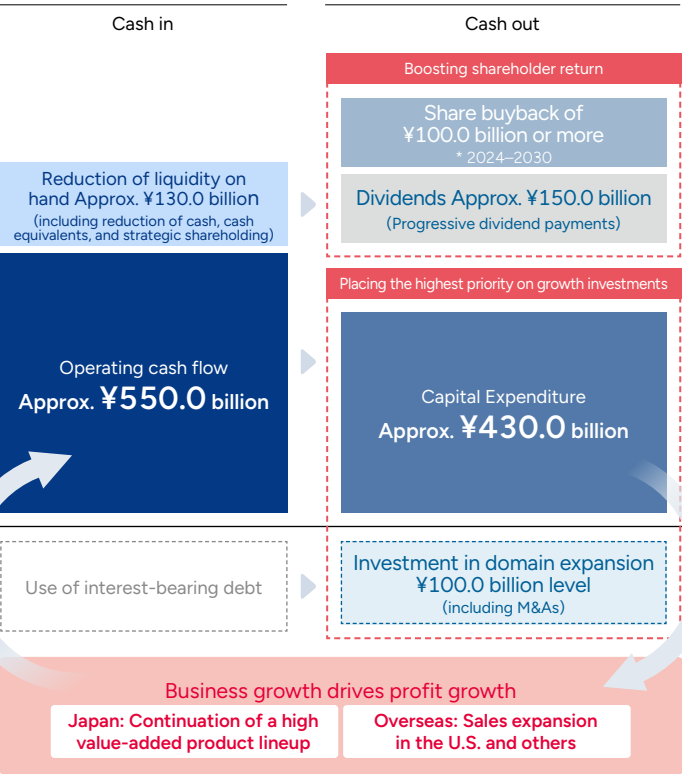 Cash in
Cash out
Boosting shareholder return
Share buyback of
¥100.0 billion or more
* 2024–2030
Reduction of liquidity on
hand Approx. ¥130.0 billion
(including reduction of cash, cash
equivalents, and strategic shareholding)
Dividends Approx. ¥150.0 billion
(Progressive dividend payments)
Placing the highest priority on growth investments
Operating cash flow
Approx. ¥550.0 billion
Capital Expenditure
Approx. ¥430.0 billion
Use of interest-bearing debt
Investment in domain expansion
¥100.0 billion level
(including M&As)
Business growth drives profit growth
Japan: Continuation of a high
value-added product lineup
Overseas: Sales expansion
in the U.S. and others